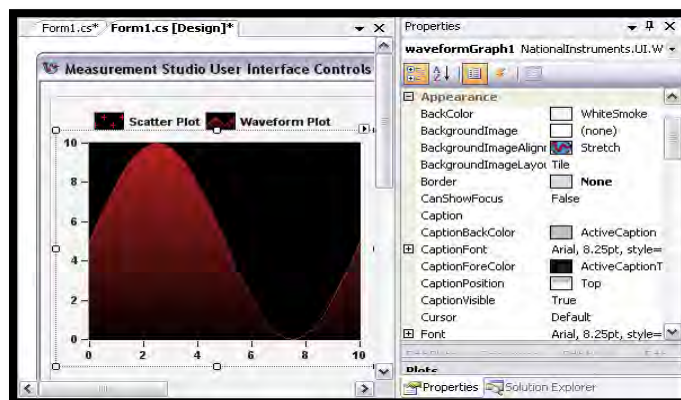 Form1.cs* Form1.cs [Design]*
Measurement Studio User Interface Controls
Scatter Plot Waveform Plot
10
8
6
4
2
0
0 2 4 6 8 10
Properties
waveformGraph1 NationalInstruments.UI.W
Appearance
BackColor WhiteSmoke
BackgroundImage (none)
BackgroundImageAlignm Stretch
BackgroundImageLayou Tile
Border None
CanShowFocus False
Caption
CaptionBackColor ActiveCaption
CaptionFont Arial, 8.25pt, style=
CaptionForeColor ActiveCaptionT
CaptionPosition Top
CaptionVisible True
Cursor Default
Font Arial, 8.25pt, style=
Plots
Properties Solution Explorer